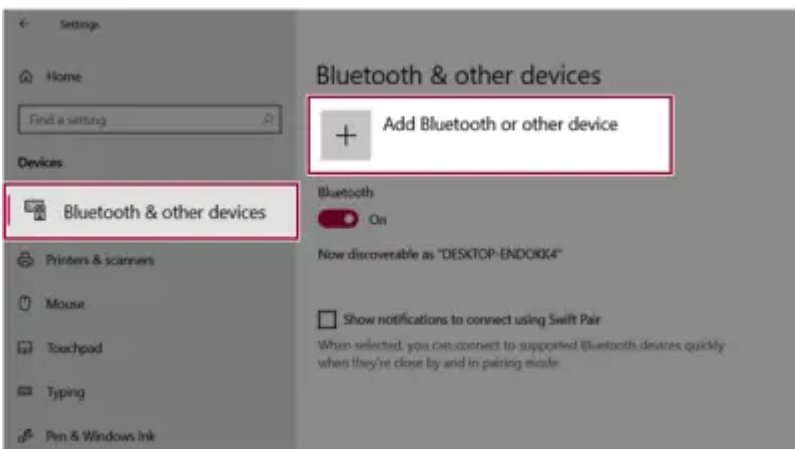 Settings
Home
Find a setting
Devices
Bluetooth & other devices
Printers & scanners
Mouse
Touchpad
Typing
Pen & Windows Ink
Bluetooth & other devices
Add Bluetooth or other device
Bluetooth
On
Now discoverable as "DESKTOP-ENDOKK4"
Show notifications to connect using Swift Pair
When selected, you can connect to supported Bluetooth devices quickly
when they're close by and in pairing mode.